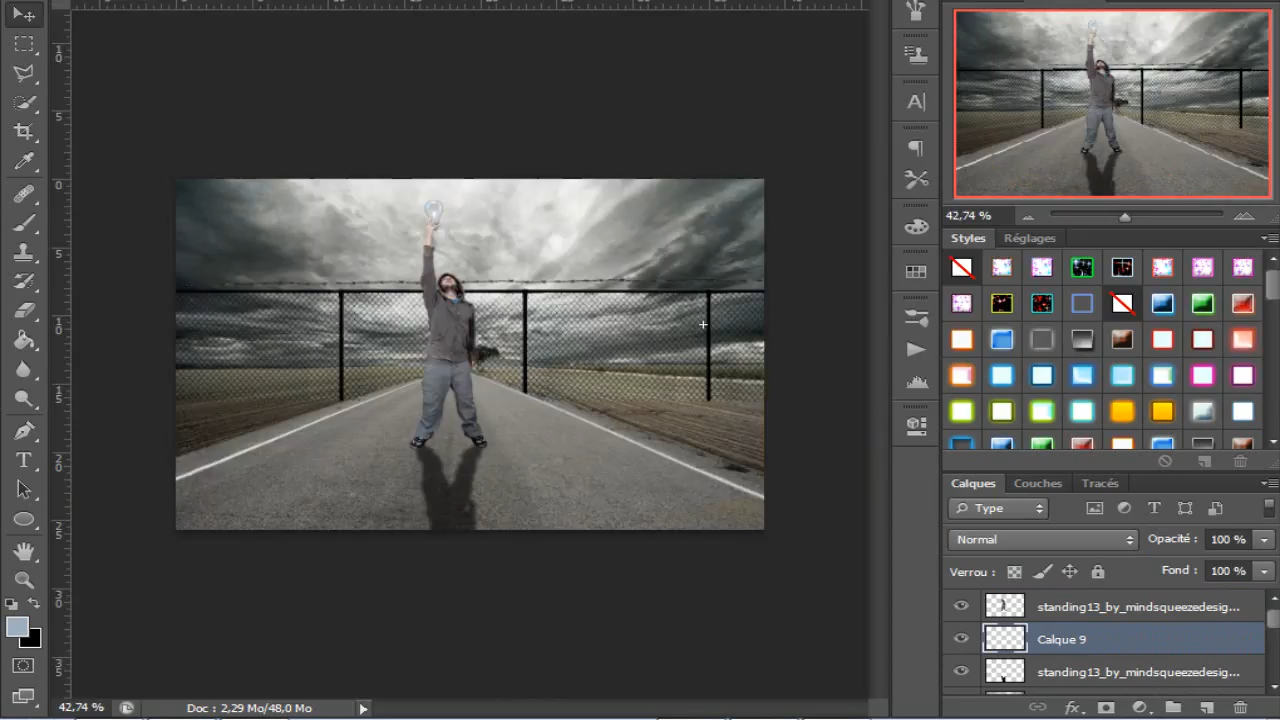 42,74 %
Styles Réglages
Calques Couches Tracés
Type
Normal Opacité : 100 %
Verrou : Fond : 100 %
standing13_by_mindsqueezedesig...
Calque 9
standing13_by_mindsqueezedesig...
42,74 % Doc : 2,29 Mo/48,0 Mo